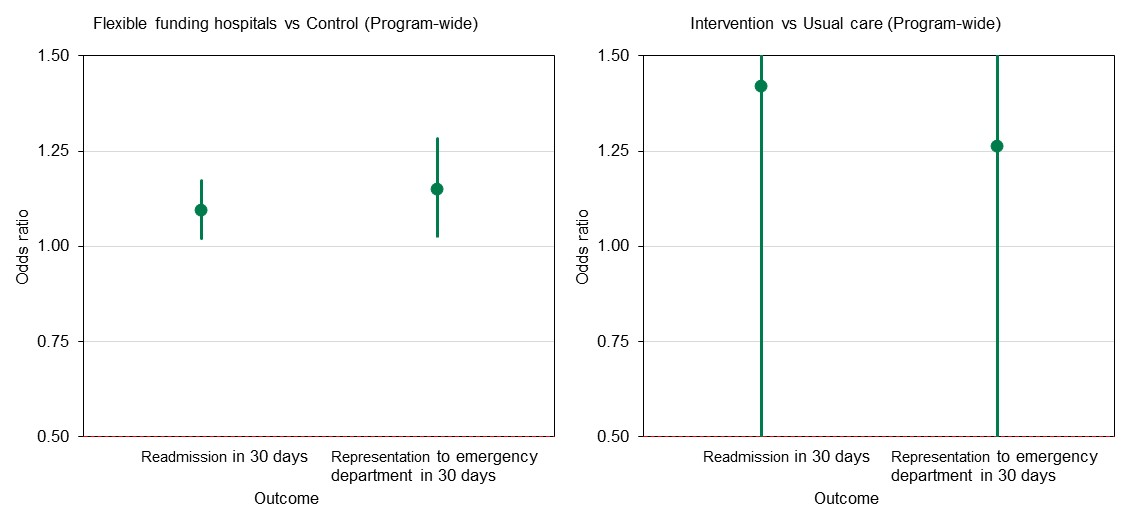 Flexible funding hospitals vs Control (Program-wide)
1.50
1.25
1.00
0.75
0.50
Odds ratio
Readmission in 30 days
Representation to emergency
department in 30 days
Outcome
Intervention vs Usual care (Program-wide)
1.50
1.25
1.00
0.75
0.50
Odds ratio
Readmission in 30 days
Representation to emergency
department in 30 days
Outcome